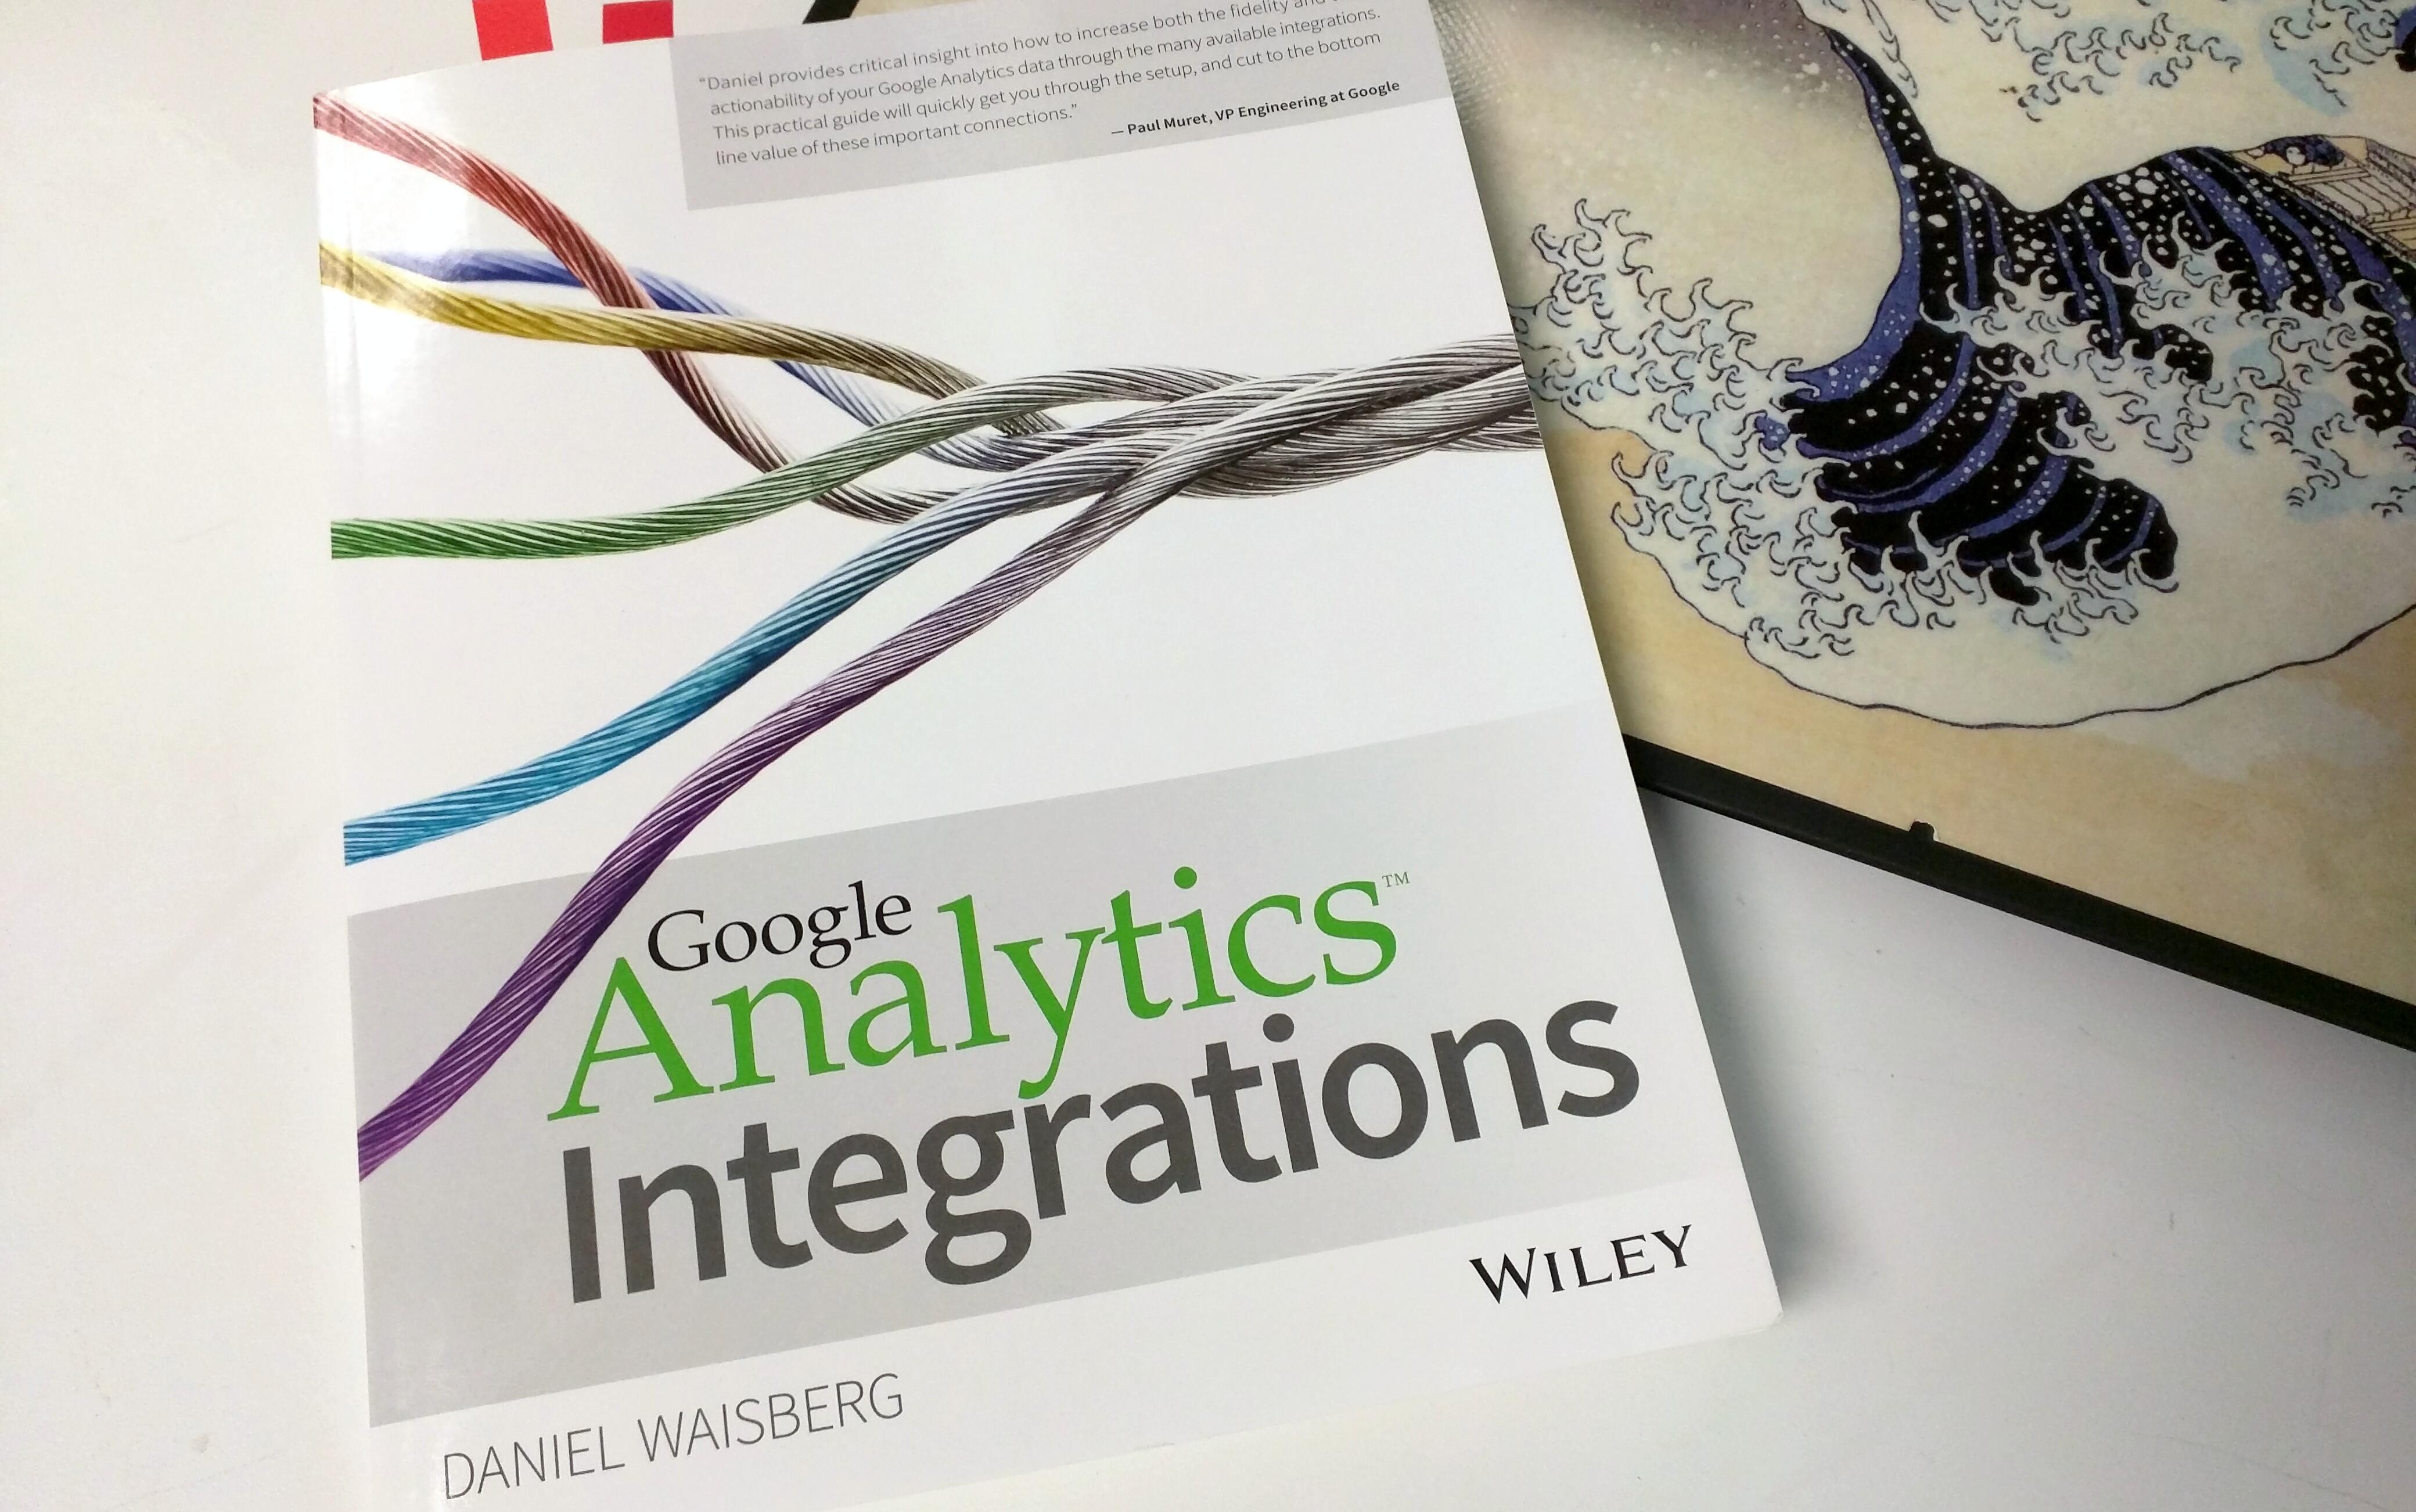 “Daniel provides critical insight into how to increase both the fidelity and
actionability of your Google Analytics data through the many available integrations.
This practical guide will quickly get you through the setup, and cut to the bottom
line value of these important connections.”
— Paul Muret, VP Engineering at Google
Google
Analytics™
Integrations
WILEY
DANIEL WAISBERG